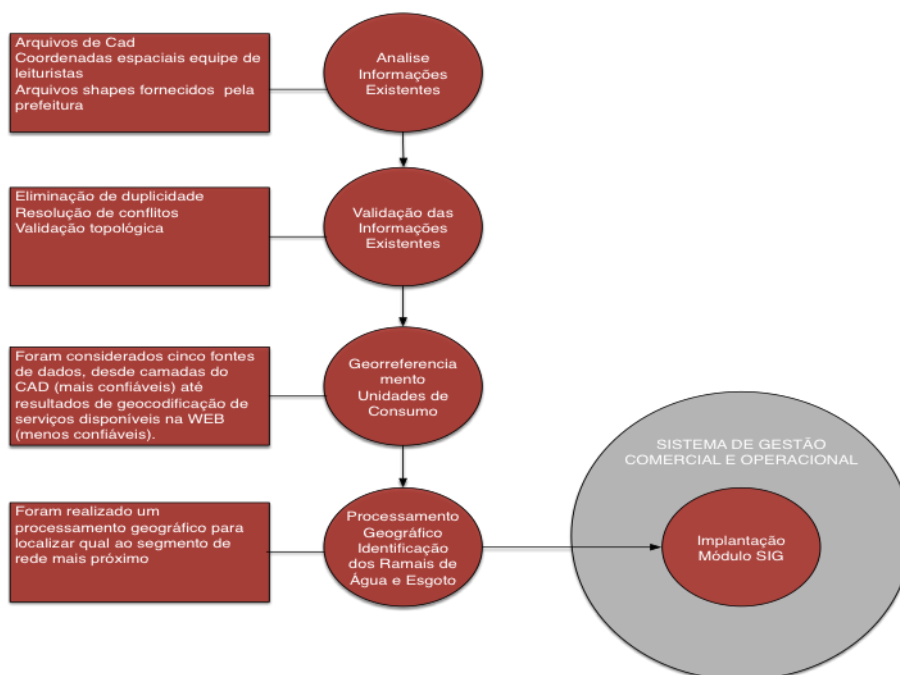 Arquivos de Cad
Coordenadas espaciais equipe de
leituristas
Arquivos shapes fornecidos pela
prefeitura
Analise
Informações
Existentes
Eliminação de duplicidade
Resolução de conflitos
Validação topológica
Validação das
Informações
Existentes
Foram considerados cinco fontes
de dados, desde camadas do
CAD (mais confiáveis) até
resultados de geocodificação de
serviços disponíveis na WEB
(menos confiáveis).
Georreferencia
mento
Unidades de
Consumo
SISTEMA DE GESTÃO
COMERCIAL E OPERACIONAL
Foram realizado um
processamento geográfico para
localizar qual ao segmento de
rede mais próximo
Processamento
Geográfico
Identificação
dos Ramais de
Água e Esgoto
Implantação
Módulo SIG